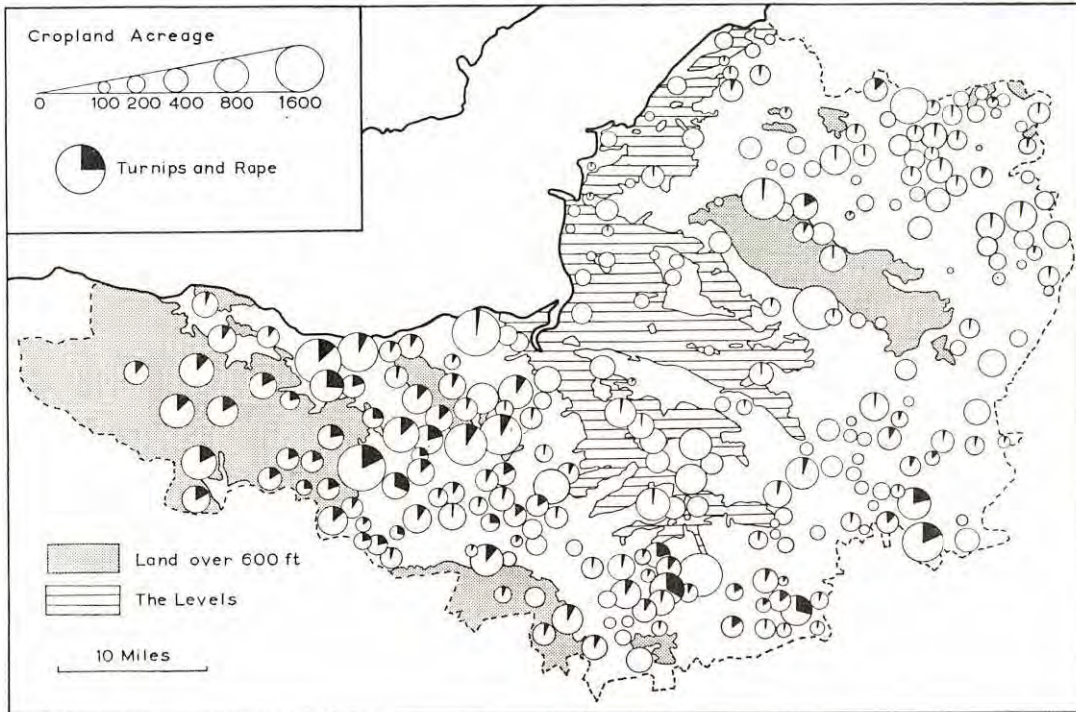 Cropland Acreage
0 100 200 400 800 1600
Turnips and Rape
Land over 600 ft
The Levels
10 Miles